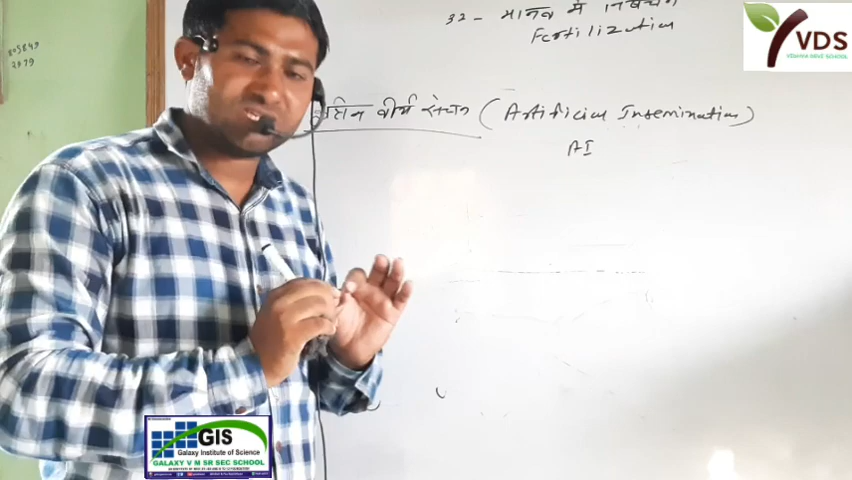 32 - मानव में निषेचन
Fertilization
वीर्य सेचन (Artificial Insemination)
AI
VDS
GIS
Galaxy Institute of Science
GALAXY V M SR SEC SCHOOL